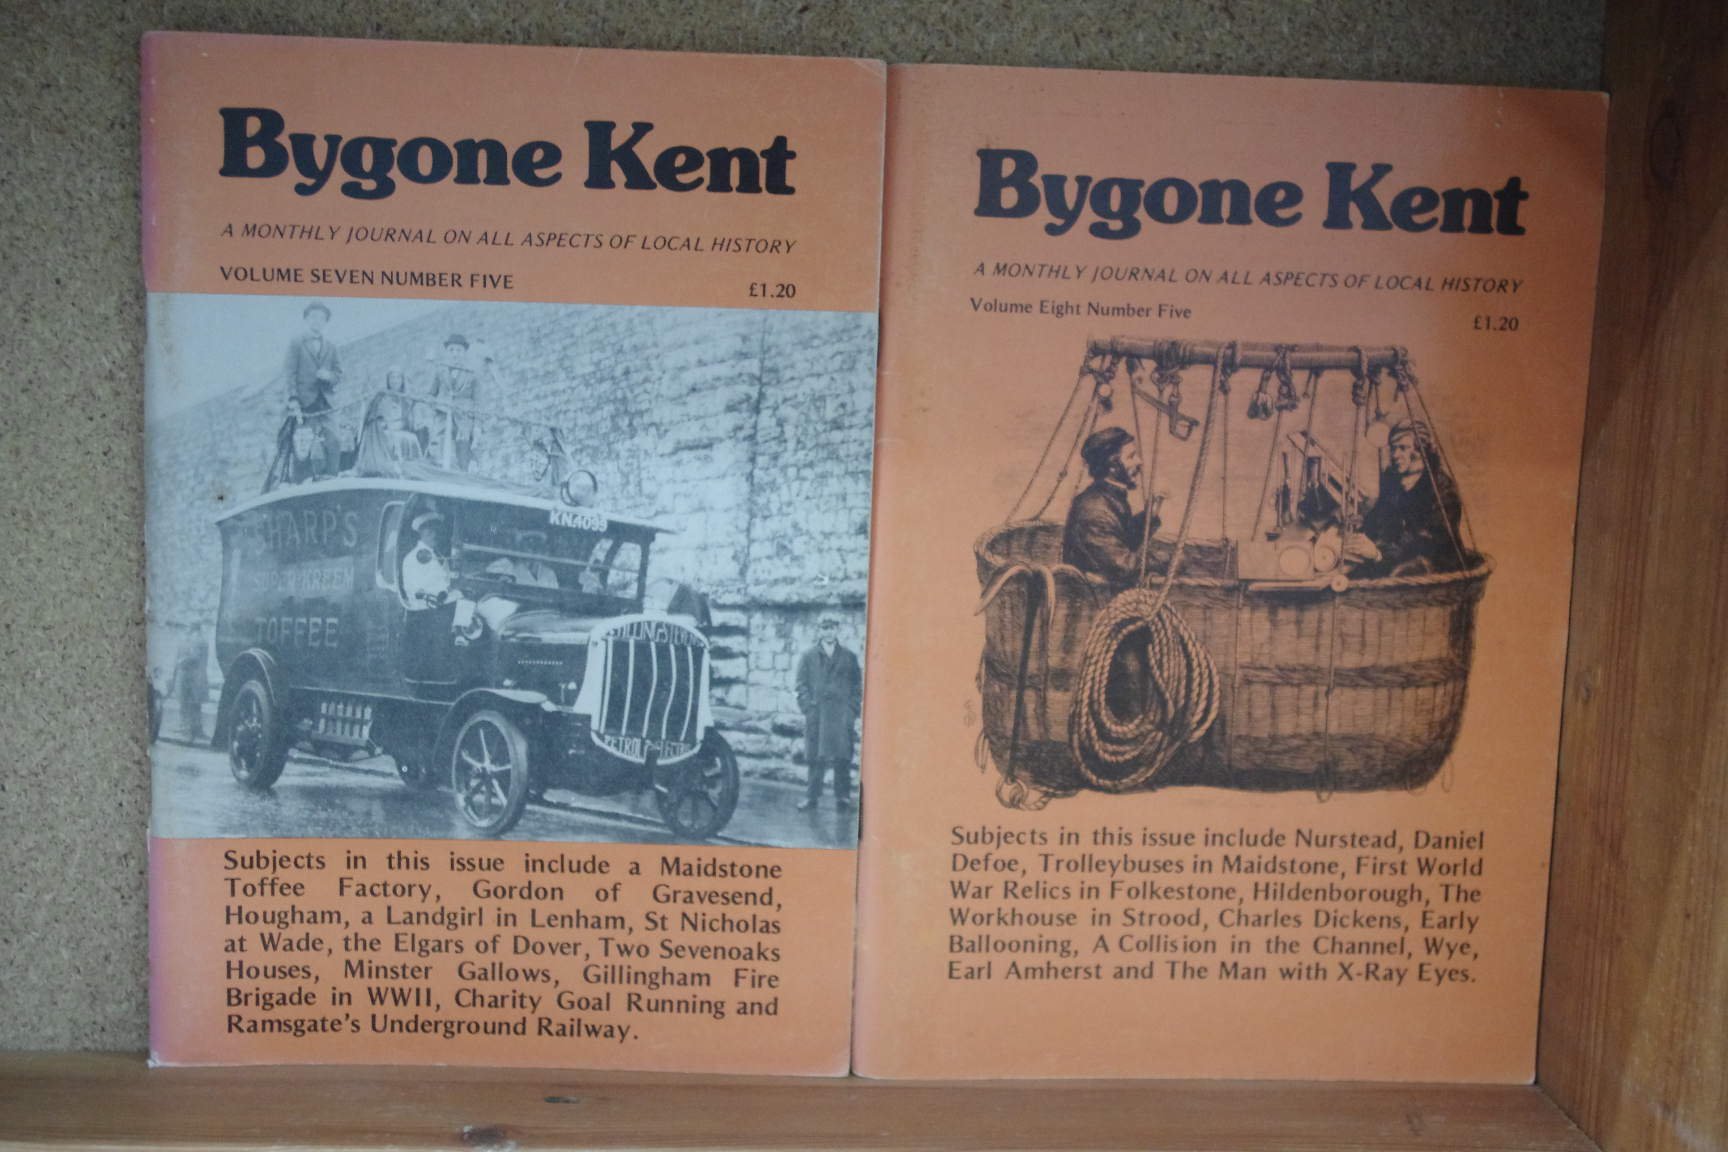 Bygone Kent
A MONTHLY JOURNAL ON ALL ASPECTS OF LOCAL HISTORY
VOLUME SEVEN NUMBER FIVE
£1.20
KN4099
SHARP'S
SUPER-KREEM
TOFFEE
TILLING STEVENS
Subjects in this issue include a Maidstone
Toffee Factory, Gordon of Gravesend,
Hougham, a Landgirl in Lenham, St Nicholas
at Wade, the Elgars of Dover, Two Sevenoaks
Houses, Minster Gallows, Gillingham Fire
Brigade in WWII, Charity Goal Running and
Ramsgate's Underground Railway.
Bygone Kent
A MONTHLY JOURNAL ON ALL ASPECTS OF LOCAL HISTORY
Volume Eight Number Five
£1.20
Subjects in this issue include Nurstead, Daniel
Defoe, Trolleybuses in Maidstone, First World
War Relics in Folkestone, Hildenborough, The
Workhouse in Strood, Charles Dickens, Early
Ballooning, A Collision in the Channel, Wye,
Earl Amherst and The Man with X-Ray Eyes.